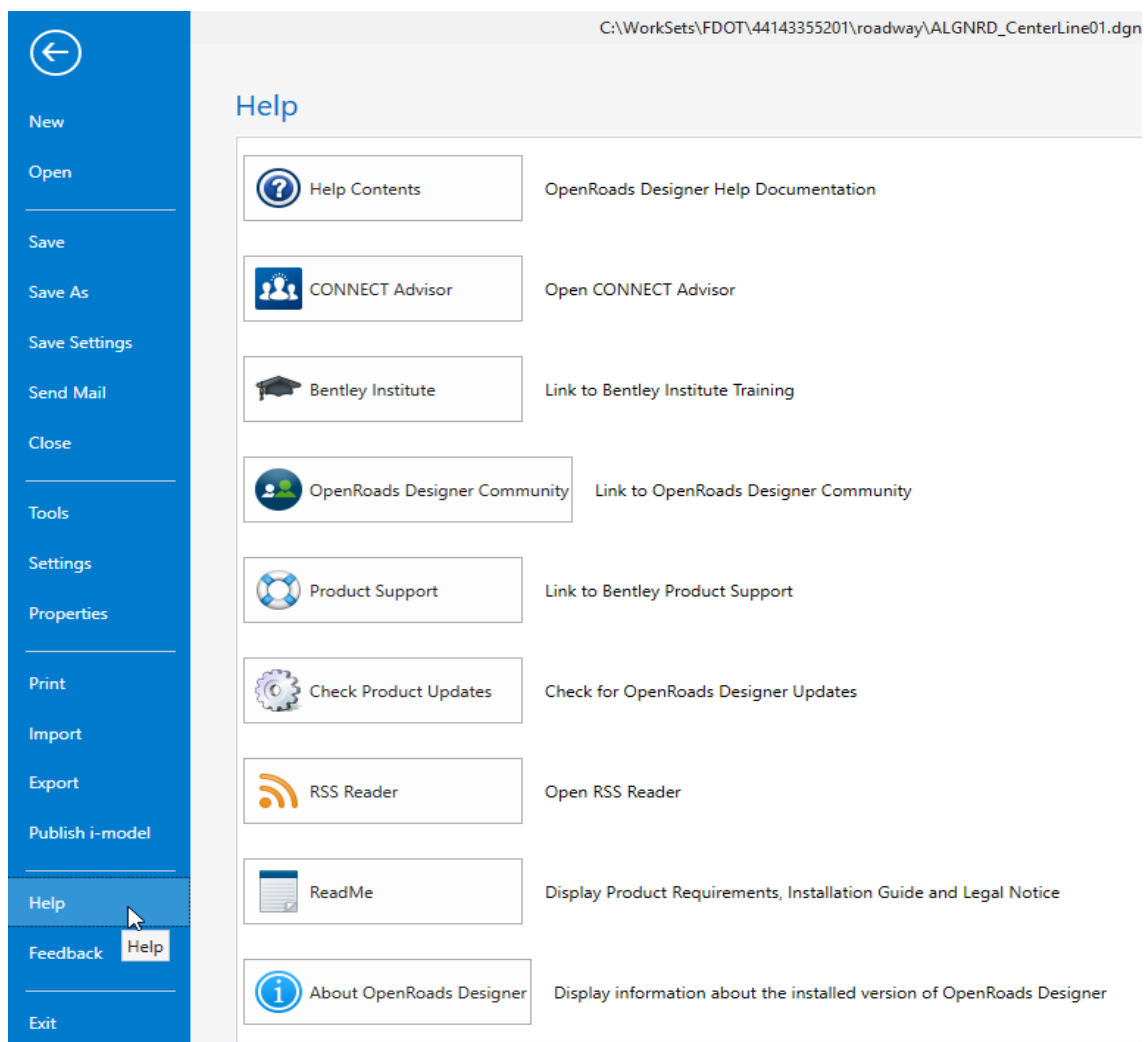 C:\WorkSets\FDOT\44143355201\roadway\ALGNRD_CenterLine01.dgn
New
Open
Save
Save As
Save Settings
Send Mail
Close
Tools
Settings
Properties
Print
Import
Export
Publish i-model
Help
Feedback
Help
Exit
Help
Help Contents OpenRoads Designer Help Documentation
CONNECT Advisor Open CONNECT Advisor
Bentley Institute Link to Bentley Institute Training
OpenRoads Designer Community Link to OpenRoads Designer Community
Product Support Link to Bentley Product Support
Check Product Updates Check for OpenRoads Designer Updates
RSS Reader Open RSS Reader
ReadMe Display Product Requirements, Installation Guide and Legal Notice
About OpenRoads Designer Display information about the installed version of OpenRoads Designer